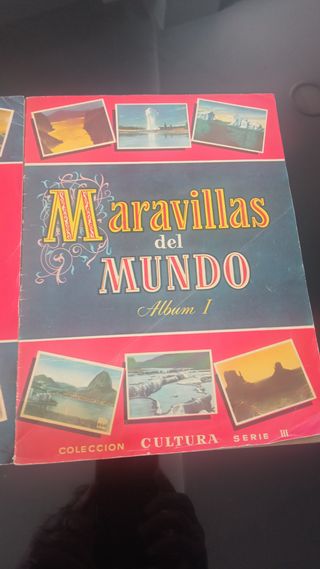 Maravillas
del
MUNDO
Album I
COLECCION CULTURA SERIE III